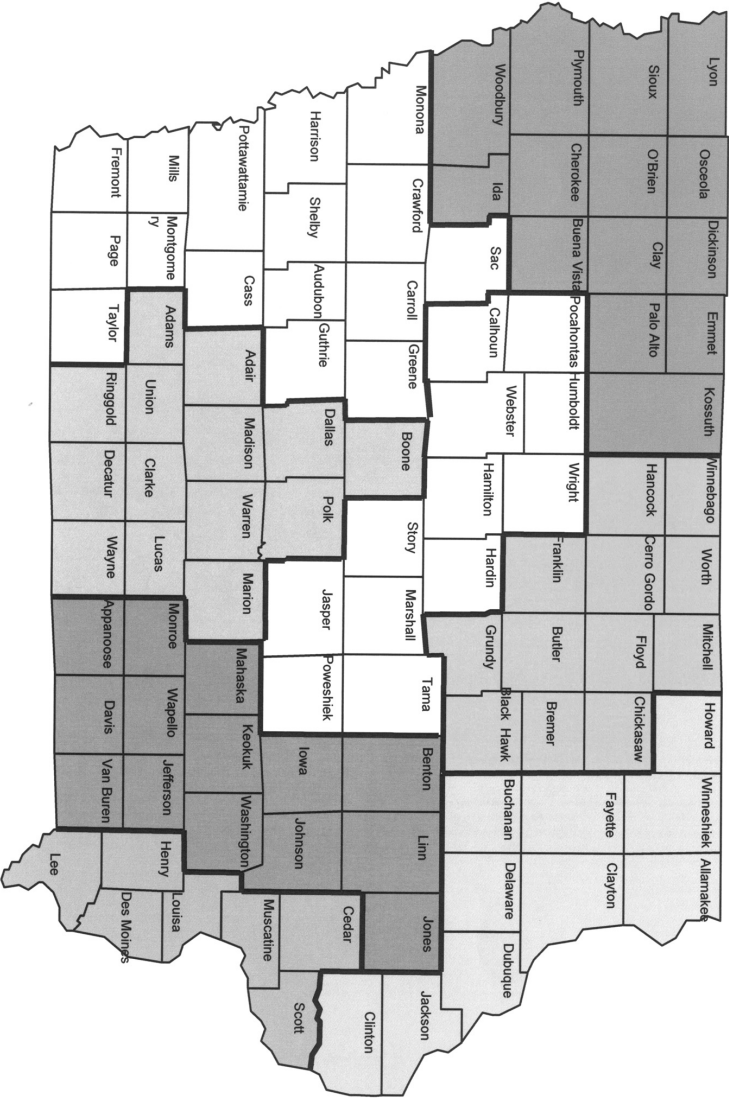 Lyon
Osceola
Dickinson
Emmet
Kossuth
Winnebago
Worth
Mitchell
Howard
Winneshiek
Allamakee
Sioux
O'Brien
Clay
Palo Alto
Hancock
Cerro Gordo
Floyd
Chickasaw
Fayette
Clayton
Plymouth
Cherokee
Buena Vista
Pocahontas
Humboldt
Wright
Franklin
Butler
Bremer
Woodbury
Ida
Sac
Calhoun
Webster
Hamilton
Hardin
Grundy
Black Hawk
Buchanan
Delaware
Dubuque
Monona
Crawford
Carroll
Greene
Boone
Story
Marshall
Tama
Benton
Linn
Jones
Jackson
Harrison
Shelby
Audubon
Guthrie
Dallas
Polk
Jasper
Poweshiek
Iowa
Johnson
Cedar
Clinton
Scott
Pottawattamie
Cass
Adair
Madison
Warren
Marion
Mahaska
Keokuk
Washington
Muscatine
Louisa
Mills
Montgome
ry
Adams
Union
Clarke
Lucas
Monroe
Wapello
Jefferson
Henry
Des Moines
Fremont
Page
Taylor
Ringgold
Decatur
Wayne
Appanoose
Davis
Van Buren
Lee